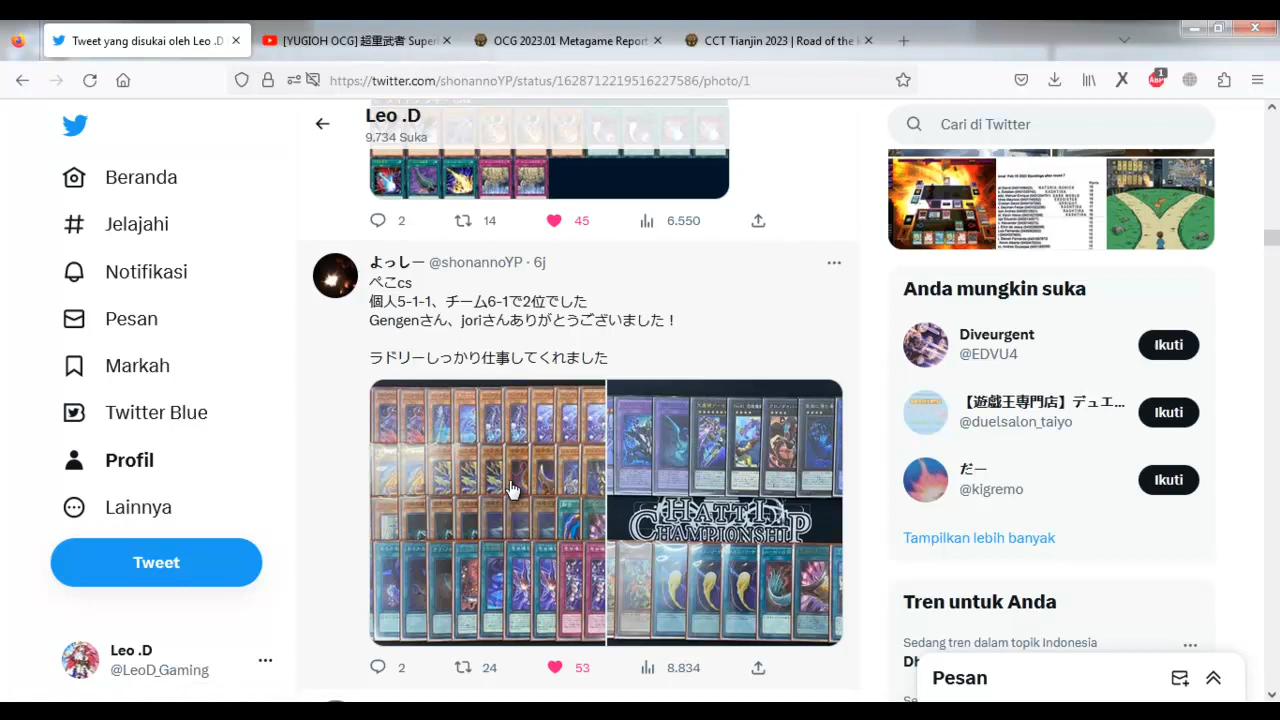 Tweet yang disukai oleh Leo .D
[YUGIOH OCG] 超重武者 Super
OCG 2023.01 Metagame Report
CCT Tianjin 2023 | Road of the
https://twitter.com/shonannoYP/status/1628712219516227586/photo/1
1
Leo .D
9.734 Suka
Cari di Twitter
Beranda
Jelajahi
Notifikasi
Pesan
Markah
Twitter Blue
Profil
Lainnya
Tweet
Leo .D
@LeoD_Gaming
2
14
45
6.550
よっしー @shonannoYP · 6j
ぺこcs
個人5-1-1、チーム6-1で2位でした
Gengenさん、joriさんありがとうございました！
ラドリーしっかり仕事してくれました
HATTI
CHAMPIONSHIP
2
24
53
8.834
Anda mungkin suka
Diveurgent
@EDVU4
Ikuti
【遊戯王専門店】デュエ...
@duelsalon_taiyo
Ikuti
だー
@kigremo
Ikuti
Tampilkan lebih banyak
Tren untuk Anda
Sedang tren dalam topik Indonesia
Pesan